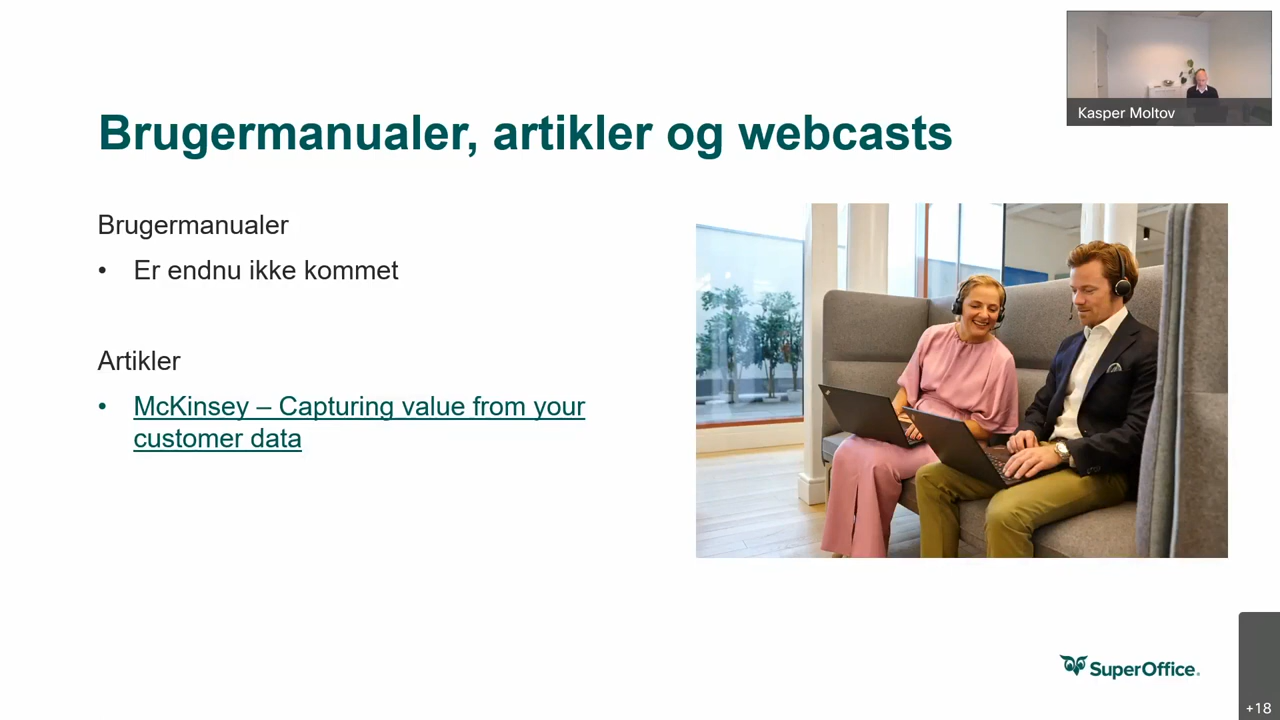 Kasper Moltov
Brugermanualer, artikler og webcasts
Brugermanualer
• Er endnu ikke kommet
Artikler
• McKinsey – Capturing value from your
customer data
SuperOffice.
+18